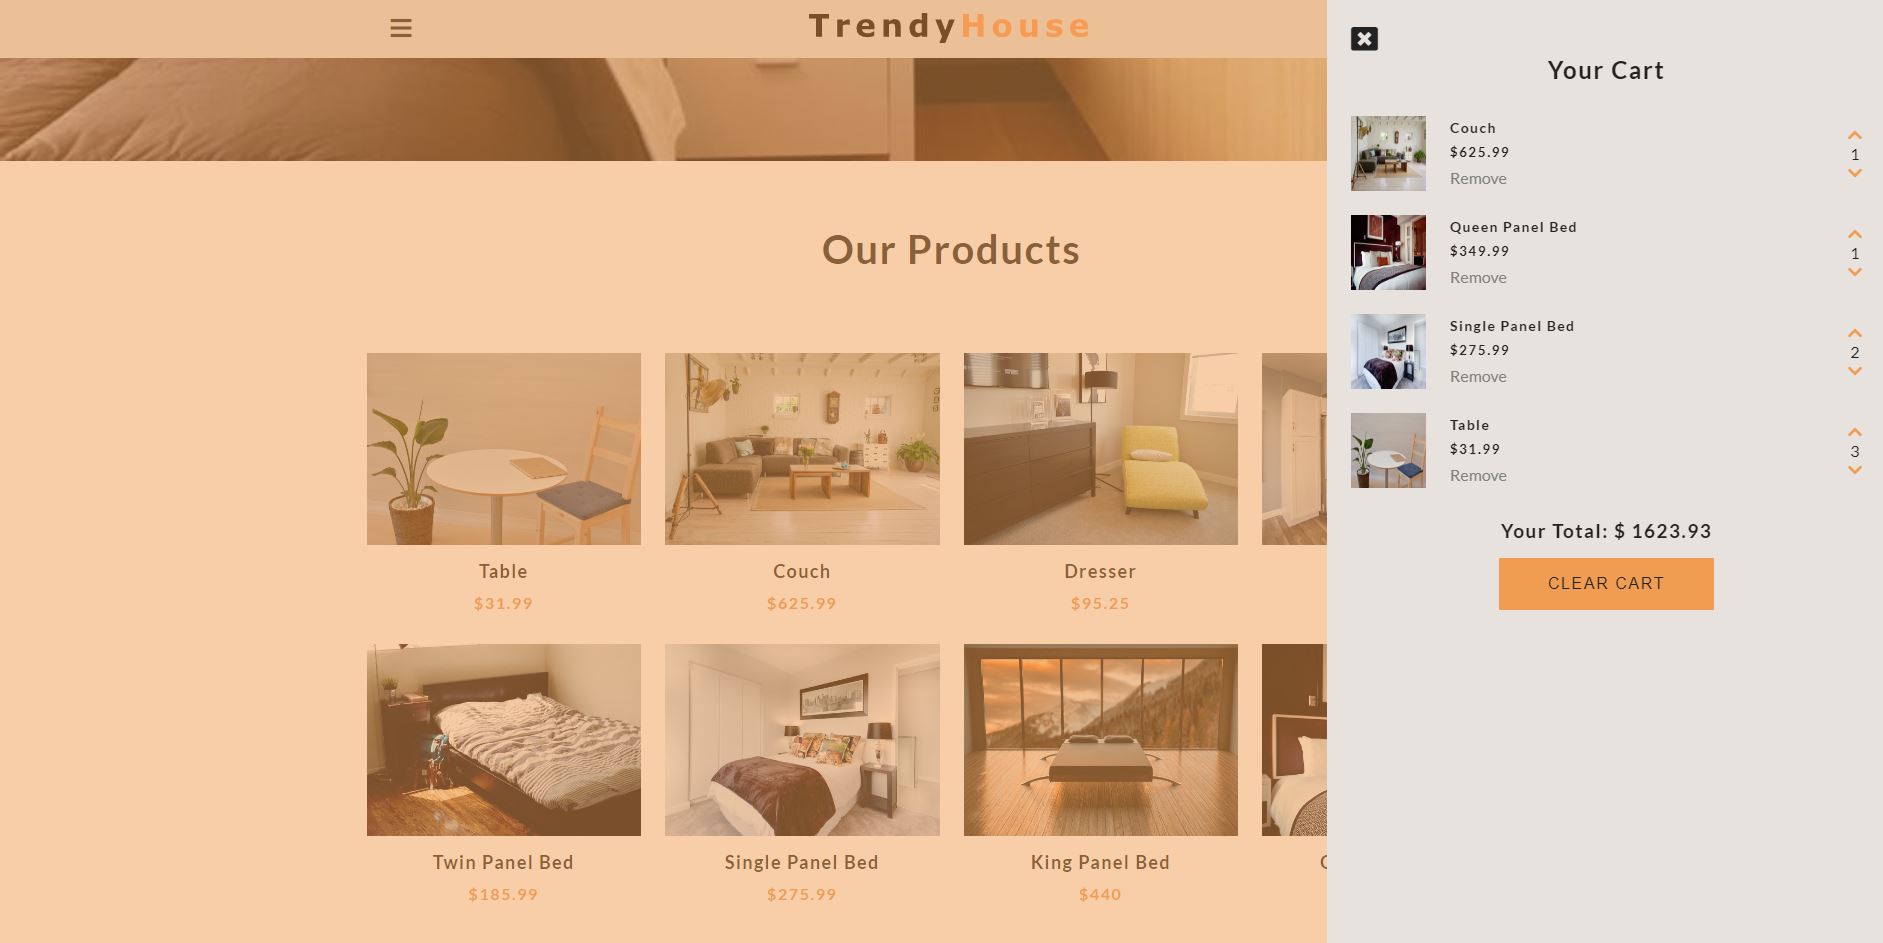 TrendyHouse
Our Products
Table
$31.99
Couch
$625.99
Dresser
$95.25
Twin Panel Bed
$185.99
Single Panel Bed
$275.99
King Panel Bed
$440
Your Cart
Couch
$625.99
Remove
1
Queen Panel Bed
$349.99
Remove
1
Single Panel Bed
$275.99
Remove
2
Table
$31.99
Remove
3
Your Total: $ 1623.93
CLEAR CART